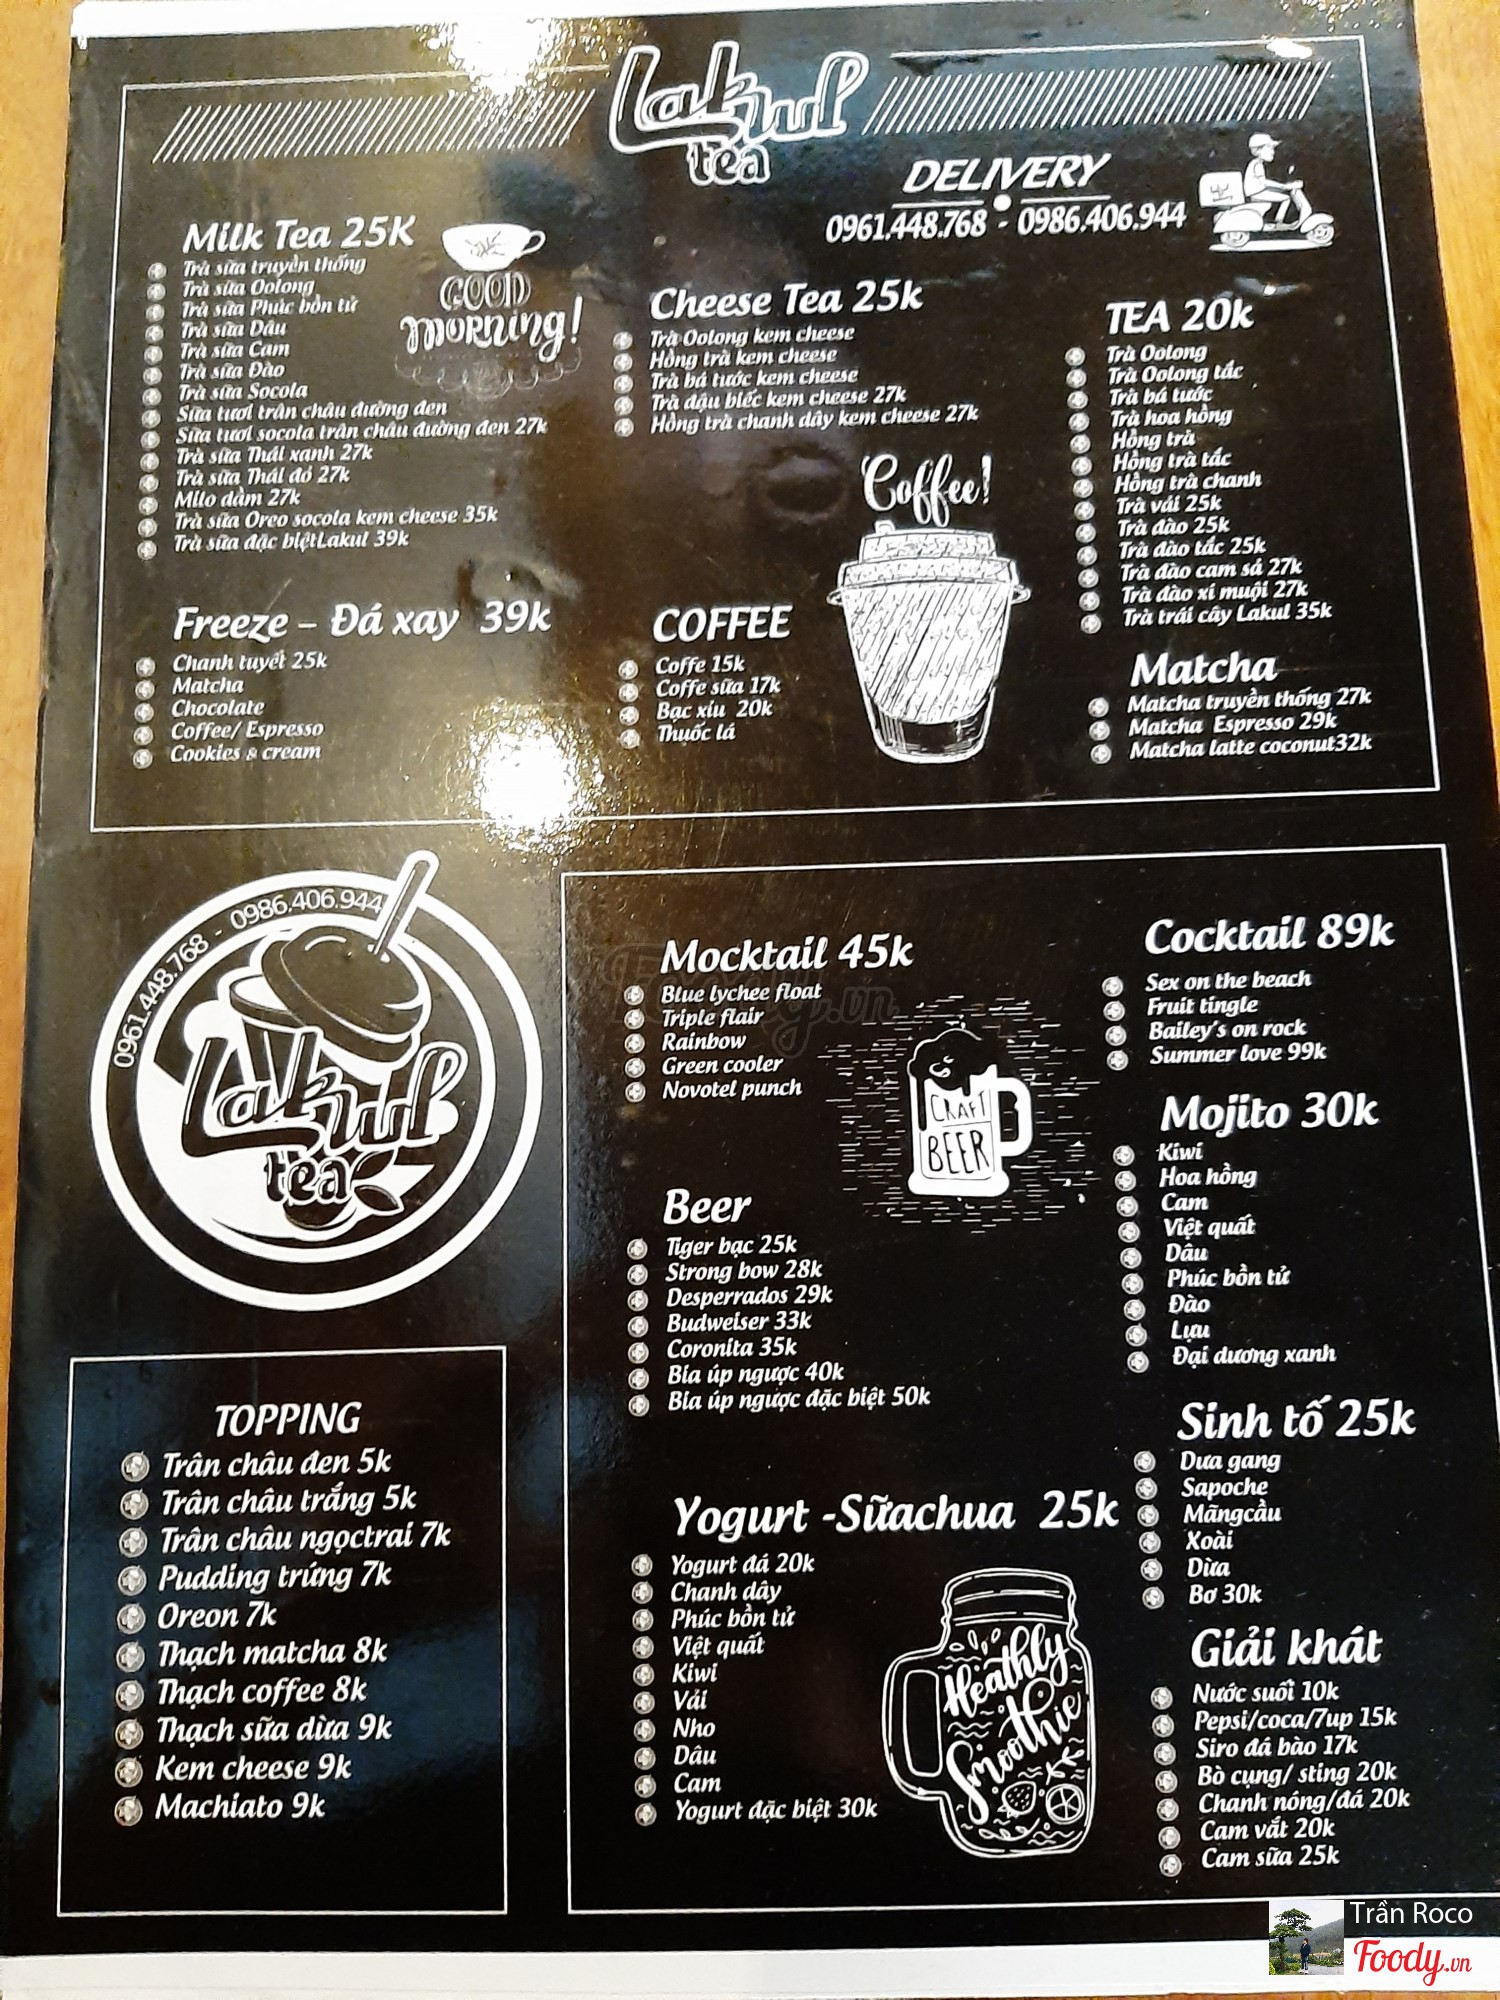 Lakul
tea
DELIVERY
0961.448.768 - 0986.406.944
Milk Tea 25K
Trà sữa truyền thống
Trà sữa Oolong
Trà sữa Phúc bồn tử
Trà sữa Dâu
Trà sữa Cam
Trà sữa Đào
Trà sữa Socola
Sữa tươi trân châu đường đen
Sữa tươi socola trân châu đường đen 27k
Trà sữa Thái xanh 27k
Trà sữa Thái đỏ 27k
Milo dầm 27k
Trà sữa Oreo socola kem cheese 35k
Trà sữa đặc biệtLakul 39k
GOOD
MORNING!
Cheese Tea 25k
Trà Oolong kem cheese
Hồng trà kem cheese
Trà bá tước kem cheese
Trà đậu biếc kem cheese 27k
Hồng trà chanh dây kem cheese 27k
TEA 20k
Trà Oolong
Trà Oolong tắc
Trà bá tước
Trà hoa hồng
Hồng trà
Hồng trà tắc
Hồng trà chanh
Trà vải 25k
Trà đào 25k
Trà đào tắc 25k
Trà đào cam sả 27k
Trà đào xí muội 27k
Trà trái cây Lakul 35k
Freeze – Đá xay 39k
Chanh tuyết 25k
Matcha
Chocolate
Coffee/ Espresso
Cookies & cream
COFFEE
Coffe 15k
Coffe sữa 17k
Bạc xỉu 20k
Thuốc lá
Coffee!
Matcha
Matcha truyền thống 27k
Matcha Espresso 29k
Matcha latte coconut32k
0961.448.768 - 0986.406.944
Lakul
tea
Mocktail 45k
Blue lychee float
Triple flair
Rainbow
Green cooler
Novotel punch
CRAFT
BEER
Cocktail 89k
Sex on the beach
Fruit tingle
Bailey's on rock
Summer love 99k
Mojito 30k
Kiwi
Hoa hồng
Cam
Việt quất
Dâu
Phúc bồn tử
Đào
Lựu
Đại dương xanh
Beer
Tiger bạc 25k
Strong bow 28k
Desperrados 29k
Budweiser 33k
Coronita 35k
Bia úp ngược 40k
Bia úp ngược đặc biệt 50k
Sinh tố 25k
Dưa gang
Sapoche
Mãngcầu
Xoài
Dừa
Bơ 30k
TOPPING
Trân châu đen 5k
Trân châu trắng 5k
Trân châu ngọctrai 7k
Pudding trứng 7k
Oreon 7k
Thạch matcha 8k
Thạch coffee 8k
Thạch sữa dừa 9k
Kem cheese 9k
Machiato 9k
Yogurt -Sữachua 25k
Yogurt đá 20k
Chanh dây
Phúc bồn tử
Việt quất
Kiwi
Vải
Nho
Dâu
Cam
Yogurt đặc biệt 30k
Heathly
Smoothie
Giải khát
Nước suối 10k
Pepsi/coca/7up 15k
Siro đá bào 17k
Bò cụng/ sting 20k
Chanh nóng/đá 20k
Cam vắt 20k
Cam sữa 25k
Foody.vn
Trần Roco
Foody.vn